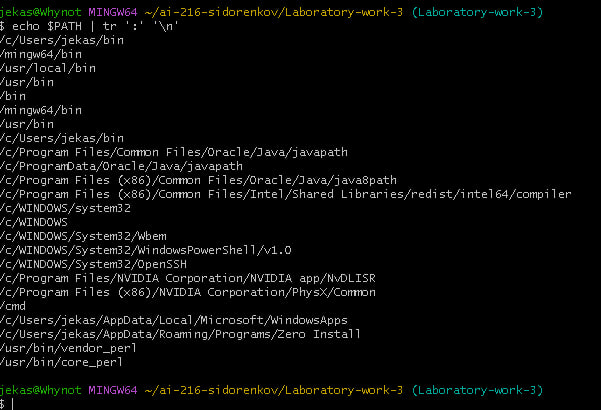 jekas@Whynot MINGW64 ~/ai-216-sidorenkov/Laboratory-work-3 (Laboratory-work-3)
$ echo $PATH | tr ':' '\n'
/c/Users/jekas/bin
/mingw64/bin
/usr/local/bin
/usr/bin
/bin
/mingw64/bin
/usr/bin
/c/Users/jekas/bin
/c/Program Files/Common Files/Oracle/Java/javapath
/c/ProgramData/Oracle/Java/javapath
/c/Program Files (x86)/Common Files/Oracle/Java/java8path
/c/Program Files (x86)/Common Files/Intel/Shared Libraries/redist/intel64/compiler
/c/WINDOWS/system32
/c/WINDOWS
/c/WINDOWS/System32/Wbem
/c/WINDOWS/System32/WindowsPowerShell/v1.0
/c/WINDOWS/System32/OpenSSH
/c/Program Files/NVIDIA Corporation/NVIDIA app/NvDLISR
/c/Program Files (x86)/NVIDIA Corporation/PhysX/Common
/cmd
/c/Users/jekas/AppData/Local/Microsoft/WindowsApps
/c/Users/jekas/AppData/Roaming/Programs/Zero Install
/usr/bin/vendor_perl
/usr/bin/core_perl
jekas@Whynot MINGW64 ~/ai-216-sidorenkov/Laboratory-work-3 (Laboratory-work-3)
$